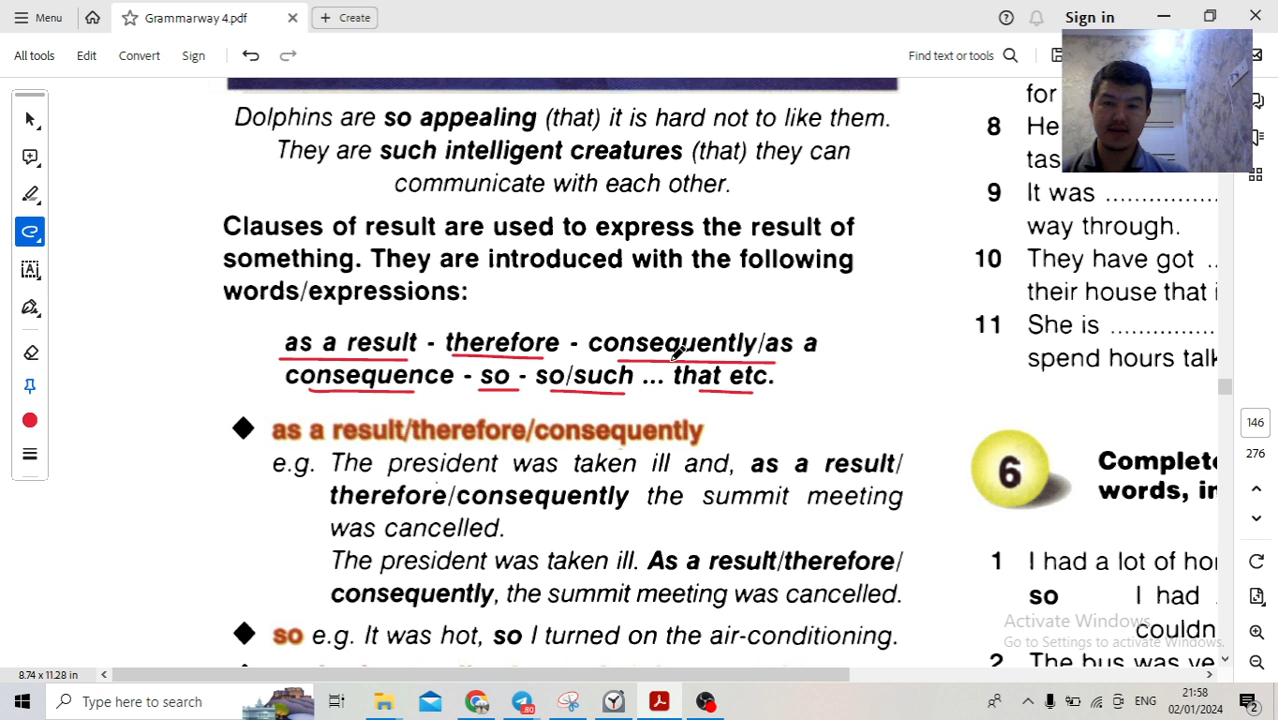 Menu
Grammarway 4.pdf
Create
Sign in
All tools
Edit
Convert
Sign
Find text or tools
Dolphins are so appealing (that) it is hard not to like them.
They are such intelligent creatures (that) they can
communicate with each other.
Clauses of result are used to express the result of
something. They are introduced with the following
words/expressions:
as a result - therefore - consequently/as a
consequence - so - so/such ... that etc.
as a result/therefore/consequently
e.g. The president was taken ill and, as a result/
therefore/consequently the summit meeting
was cancelled.
The president was taken ill. As a result/therefore/
consequently, the summit meeting was cancelled.
so e.g. It was hot, so I turned on the air-conditioning.
for
8 He
tas
9 It was ..................
way through.
10 They have got ..
their house that i
11 She is ..................
spend hours talk
6 Complete
words, in
1 I had a lot of hor
so I had .
couldn
2 The bus was ve
Activate Windows
Go to Settings to activate Windows.
146
276
8.74 x 11.28 in
Type here to search
80
ENG
21:58
02/01/2024
2